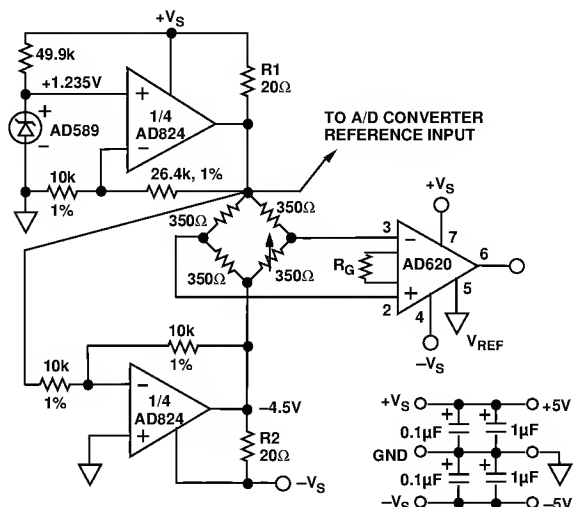 +VS
49.9k
R1
20Ω
+1.235V
+
AD589
–
+
1/4
AD824
–
TO A/D CONVERTER
REFERENCE INPUT
10k
1%
26.4k, 1%
350Ω
350Ω
350Ω
350Ω
+VS
3
–
7
RG
AD620
6
+
5
2
4
VREF
–VS
10k
1%
10k
1%
–
1/4
AD824
+
–4.5V
R2
20Ω
–VS
+VS
+5V
+
+
0.1µF
1µF
GND
+
+
0.1µF
1µF
–VS
–5V